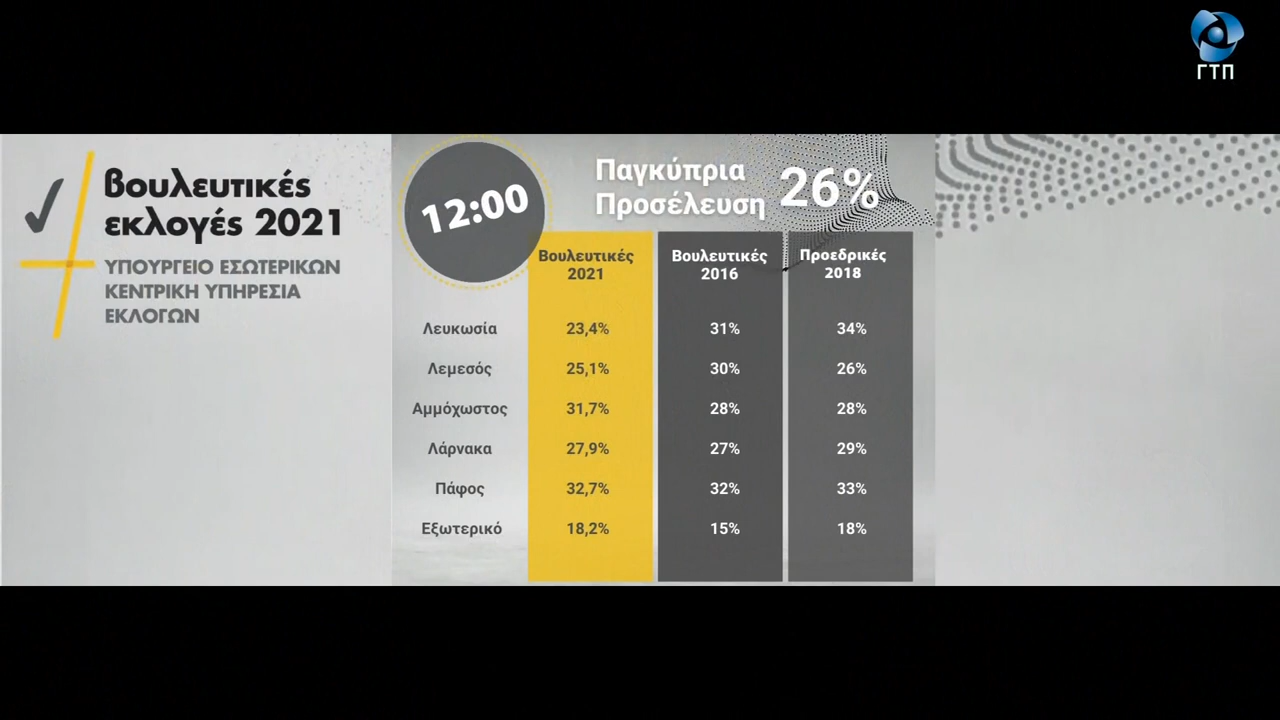 ΓΤΠ
βουλευτικές
εκλογές 2021
ΥΠΟΥΡΓΕΙΟ ΕΣΩΤΕΡΙΚΩΝ
ΚΕΝΤΡΙΚΗ ΥΠΗΡΕΣΙΑ
ΕΚΛΟΓΩΝ
12:00
Παγκύπρια
Προσέλευση 26%
Βουλευτικές 2021 Βουλευτικές 2016 Προεδρικές 2018
Λευκωσία 23,4% 31% 34%
Λεμεσός 25,1% 30% 26%
Αμμόχωστος 31,7% 28% 28%
Λάρνακα 27,9% 27% 29%
Πάφος 32,7% 32% 33%
Εξωτερικό 18,2% 15% 18%